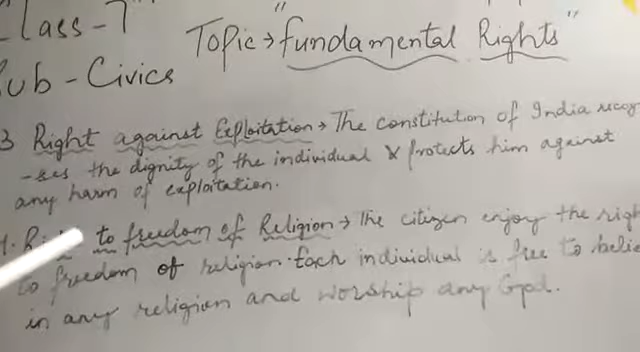 Class-7
Topic → "Fundamental Rights"
Sub - Civics
3 Right against Exploitation → The constitution of India recog
-ises the dignity of the individual & protects him against
any harm of exploitation.
to freedom of Religion → The citizen enjoy the righ
to freedom of religion. Each individual is free to belie
in any religion and worship any God.